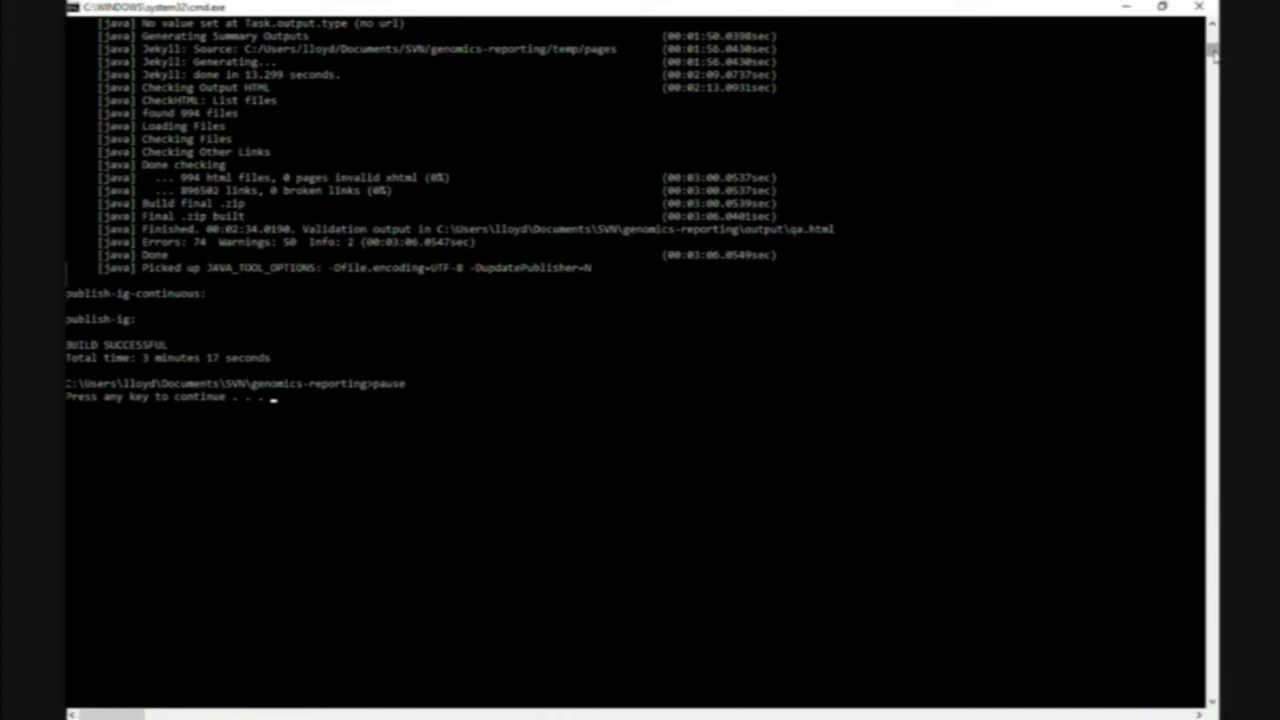 C:\WINDOWS\system32\cmd.exe
[java] No value set at Task.output.type (no url)
[java] Generating Summary Outputs (00:01:50.0398sec)
[java] Jekyll: Source: C:/Users/lloyd/Documents/SVN/genomics-reporting/temp/pages (00:01:56.0430sec)
[java] Jekyll: Generating... (00:01:56.0430sec)
[java] Jekyll: done in 13.299 seconds. (00:02:09.0737sec)
[java] Checking Output HTML (00:02:13.0931sec)
[java] CheckHTML: List files
[java] found 994 files
[java] Loading Files
[java] Checking Files
[java] Checking Other Links
[java] Done checking
[java] ... 994 html files, 0 pages invalid xhtml (0%) (00:03:00.0537sec)
[java] ... 896502 links, 0 broken links (0%) (00:03:00.0537sec)
[java] Build final .zip (00:03:00.0539sec)
[java] Final .zip built (00:03:06.0401sec)
[java] Finished. 00:02:34.0190. Validation output in C:\Users\lloyd\Documents\SVN\genomics-reporting\output\qa.html
[java] Errors: 74 Warnings: 50 Info: 2 (00:03:06.0547sec)
[java] Done (00:03:06.0549sec)
[java] Picked up JAVA_TOOL_OPTIONS: -Dfile.encoding=UTF-8 -DupdatePublisher=N
publish-ig-continuous:
publish-ig:
BUILD SUCCESSFUL
Total time: 3 minutes 17 seconds
C:\Users\lloyd\Documents\SVN\genomics-reporting>pause
Press any key to continue . . .